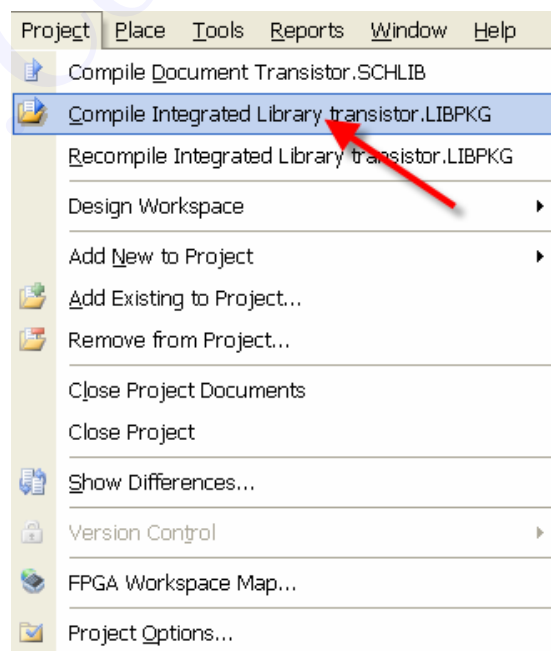 Project Place Tools Reports Window Help
Compile Document Transistor.SCHLIB
Compile Integrated Library transistor.LIBPKG
Recompile Integrated Library transistor.LIBPKG
Design Workspace
Add New to Project
Add Existing to Project...
Remove from Project...
Close Project Documents
Close Project
Show Differences...
Version Control
FPGA Workspace Map...
Project Options...